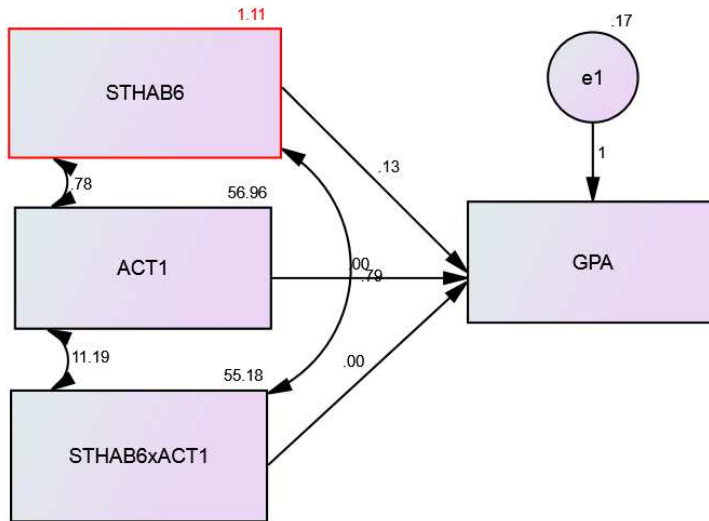 1.11
STHAB6
.17
e1
.78
.13
1
56.96
ACT1
.00
.79
GPA
11.19
55.18
.00
STHAB6xACT1